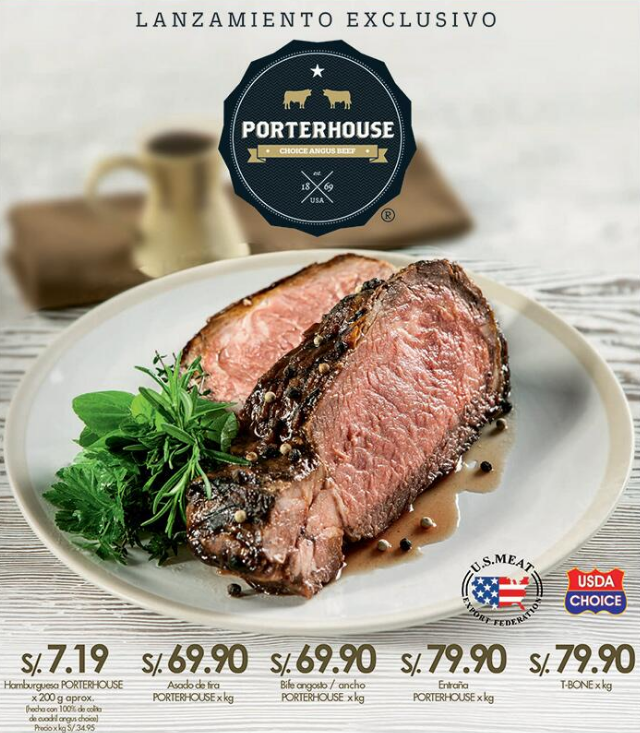 LANZAMIENTO EXCLUSIVO
PORTERHOUSE
CHOICE ANGUS BEEF
est.
18 69
USA
®
U.S. MEAT
EXPORT FEDERATION
USDA
CHOICE
S/. 7.19
Hamburguesa PORTERHOUSE
x 200 g aprox.
(hecha con 100% de colita
de cuadril angus choice)
Precio x kg S/. 34.95
S/. 69.90
Asado de tira
PORTERHOUSE x kg
S/. 69.90
Bife angosto / ancho
PORTERHOUSE x kg
S/. 79.90
Entraña
PORTERHOUSE x kg
S/. 79.90
T-BONE x kg